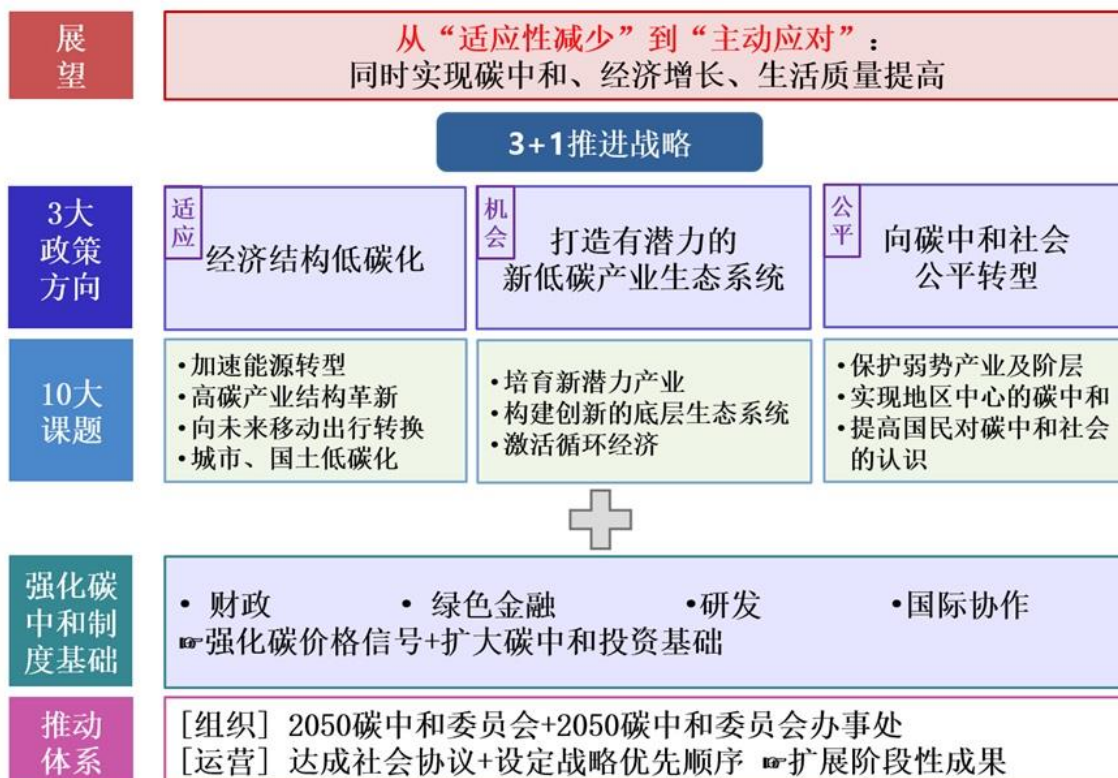 展
望
从“适应性减少”到“主动应对”：
同时实现碳中和、经济增长、生活质量提高
3+1推进战略
3大
政策
方向
适
应
经济结构低碳化
机
会
打造有潜力的
新低碳产业生态系统
公
平
向碳中和社会
公平转型
10大
课题
•加速能源转型
•高碳产业结构革新
•向未来移动出行转换
•城市、国土低碳化
•培育新潜力产业
•构建创新的底层生态系统
•激活循环经济
•保护弱势产业及阶层
•实现地区中心的碳中和
•提高国民对碳中和社会
的认识
强化碳
中和制
度基础
• 财政 • 绿色金融 •研发 •国际协作
☞强化碳价格信号+扩大碳中和投资基础
推动
体系
[组织] 2050碳中和委员会+2050碳中和委员会办事处
[运营] 达成社会协议+设定战略优先顺序 ☞扩展阶段性成果